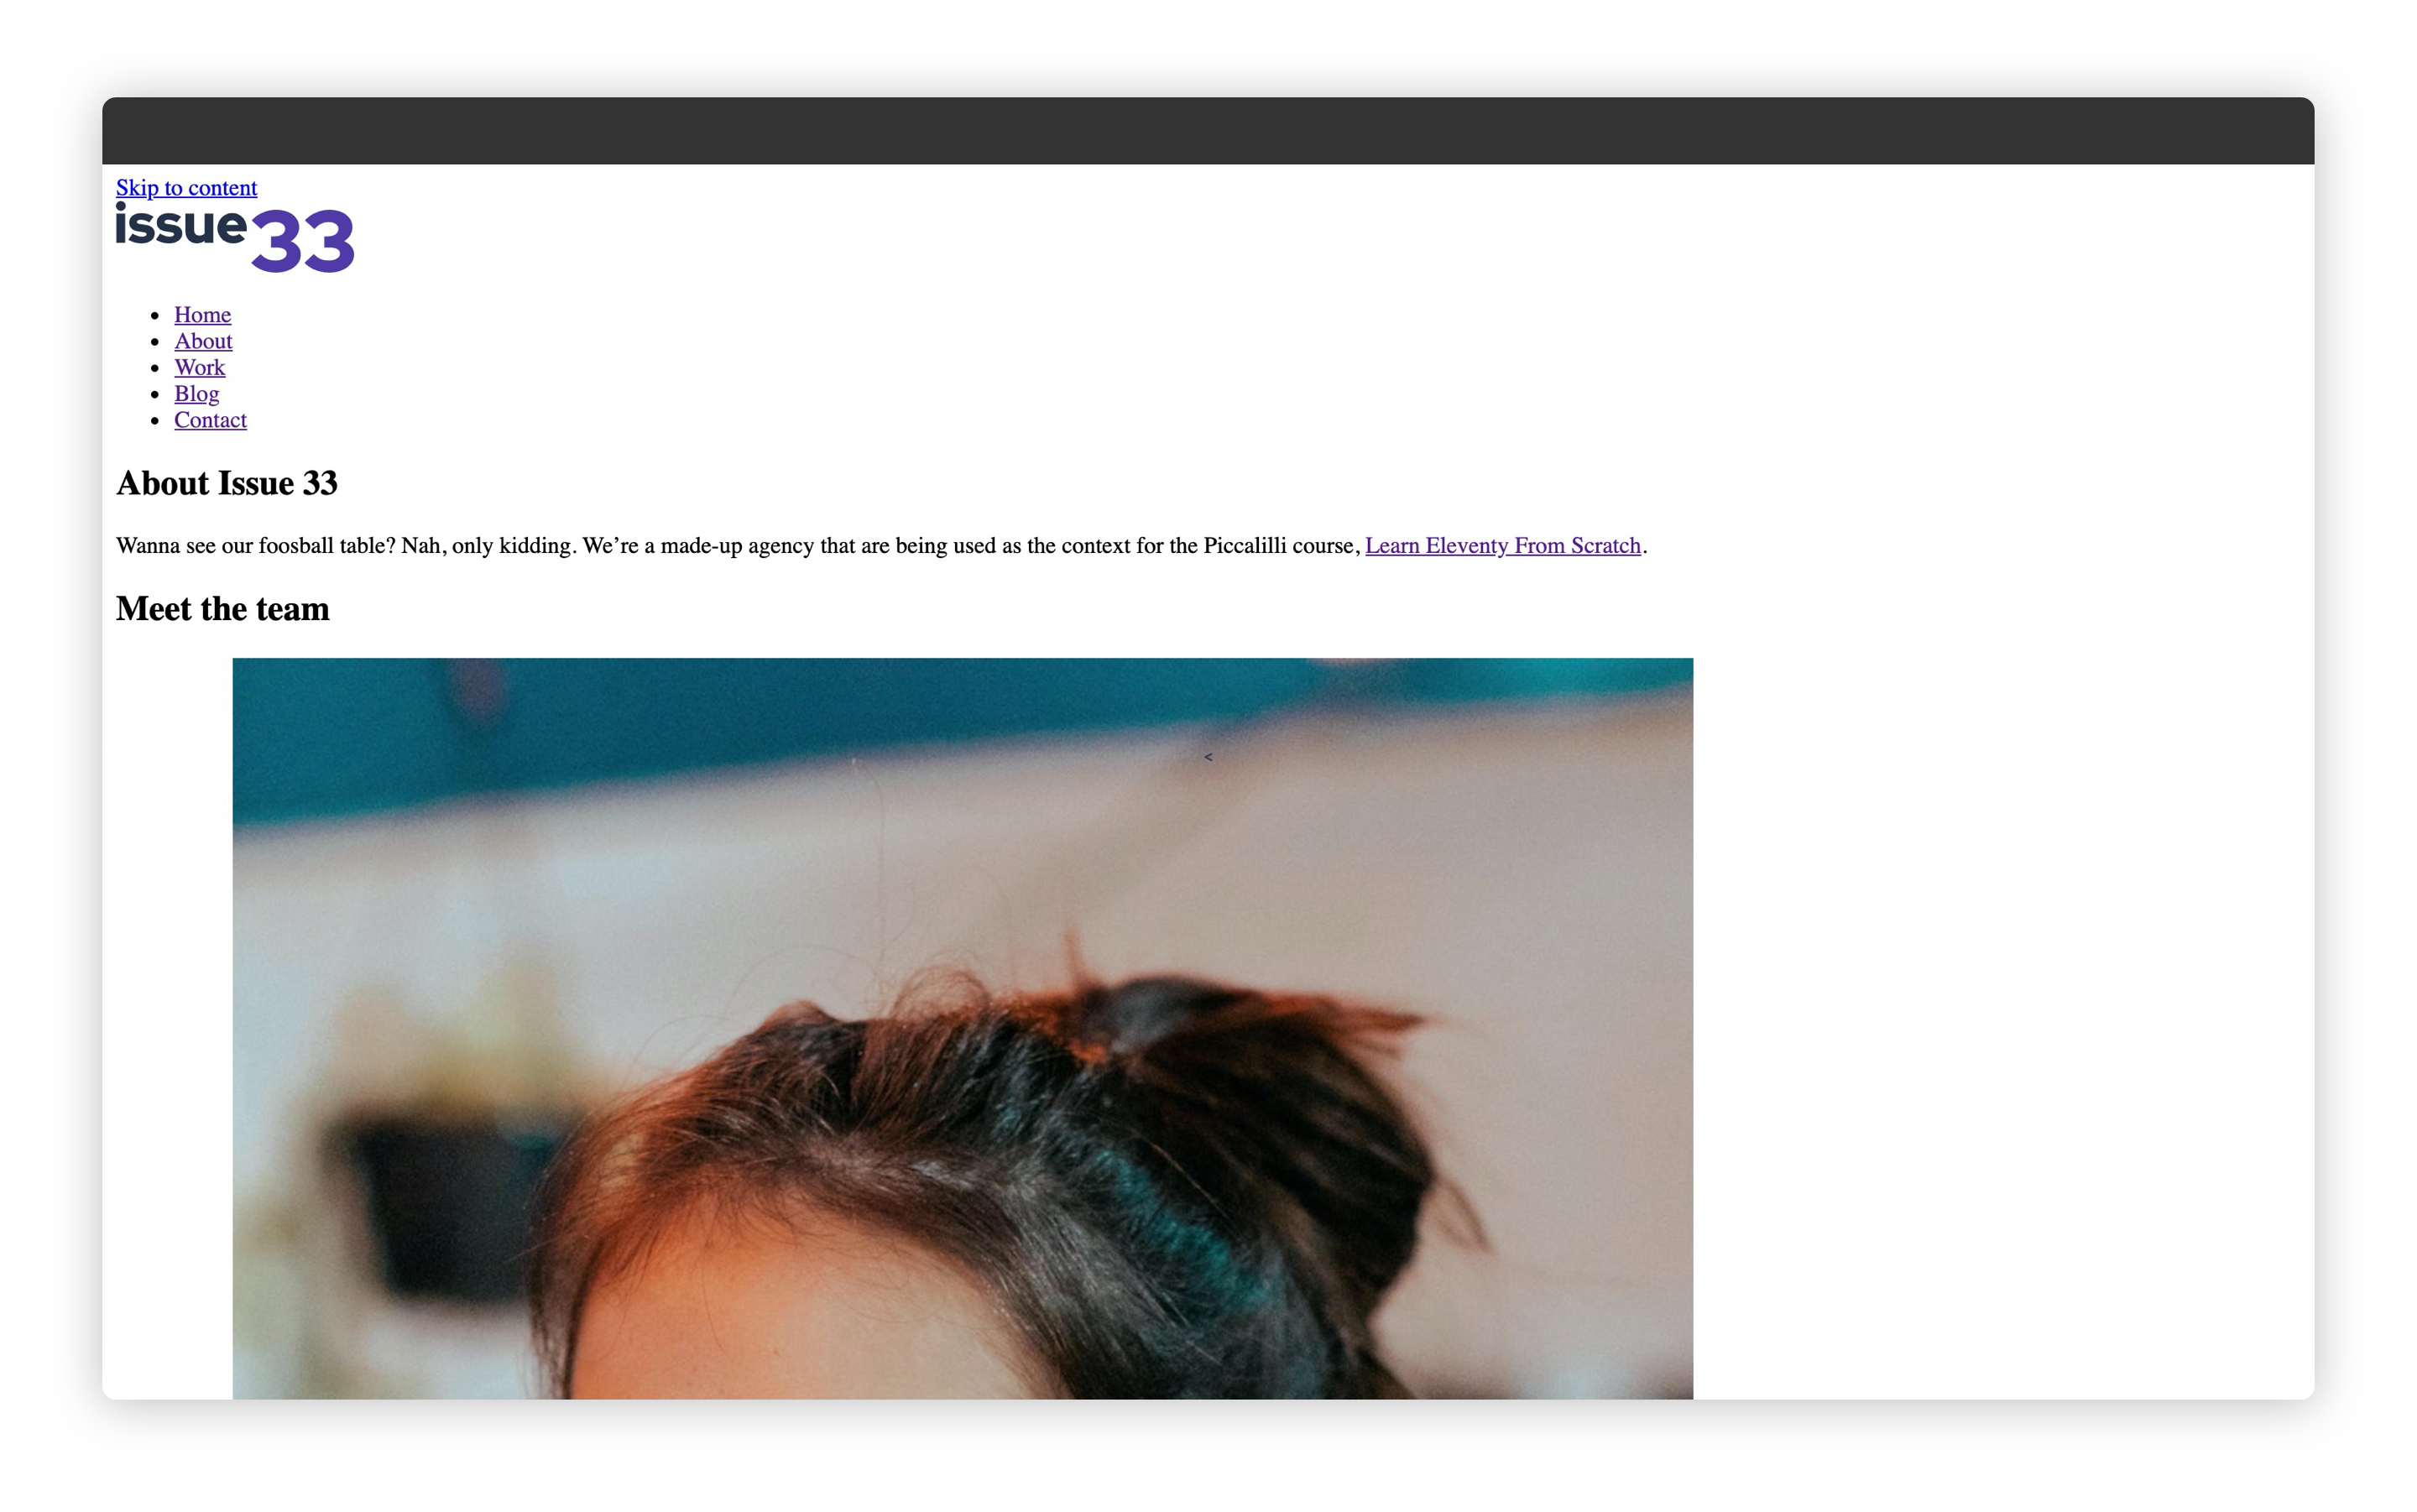 Skip to content
issue33
Home
About
Work
Blog
Contact
About Issue 33
Wanna see our foosball table? Nah, only kidding. We’re a made-up agency that are being used as the context for the Piccalilli course, Learn Eleventy From Scratch.
Meet the team
<